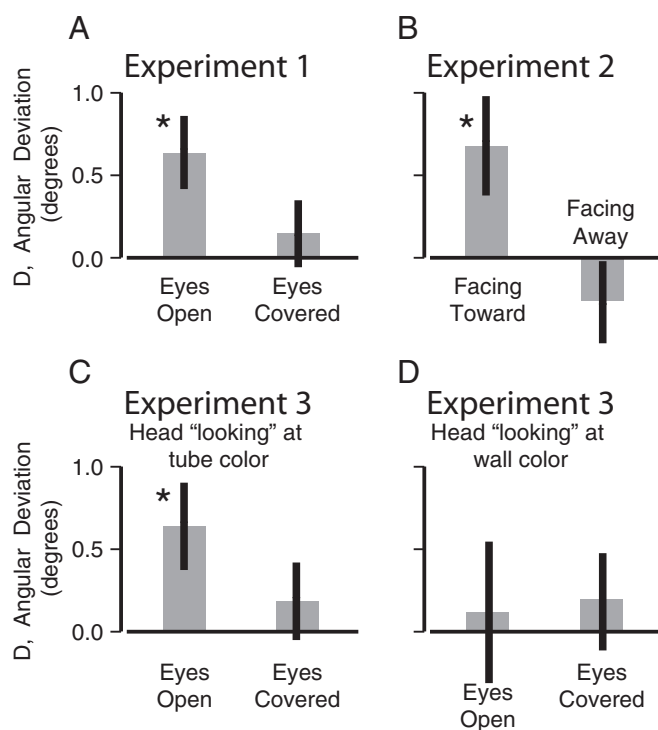 A
Experiment 1
D, Angular Deviation
(degrees)
1.0
0.5
0.0
*
Eyes
Open
Eyes
Covered
B
Experiment 2
*
Facing
Toward
Facing
Away
C
Experiment 3
Head “looking” at
tube color
D, Angular Deviation
(degrees)
1.0
0.5
0.0
*
Eyes
Open
Eyes
Covered
D
Experiment 3
Head “looking” at
wall color
Eyes
Open
Eyes
Covered